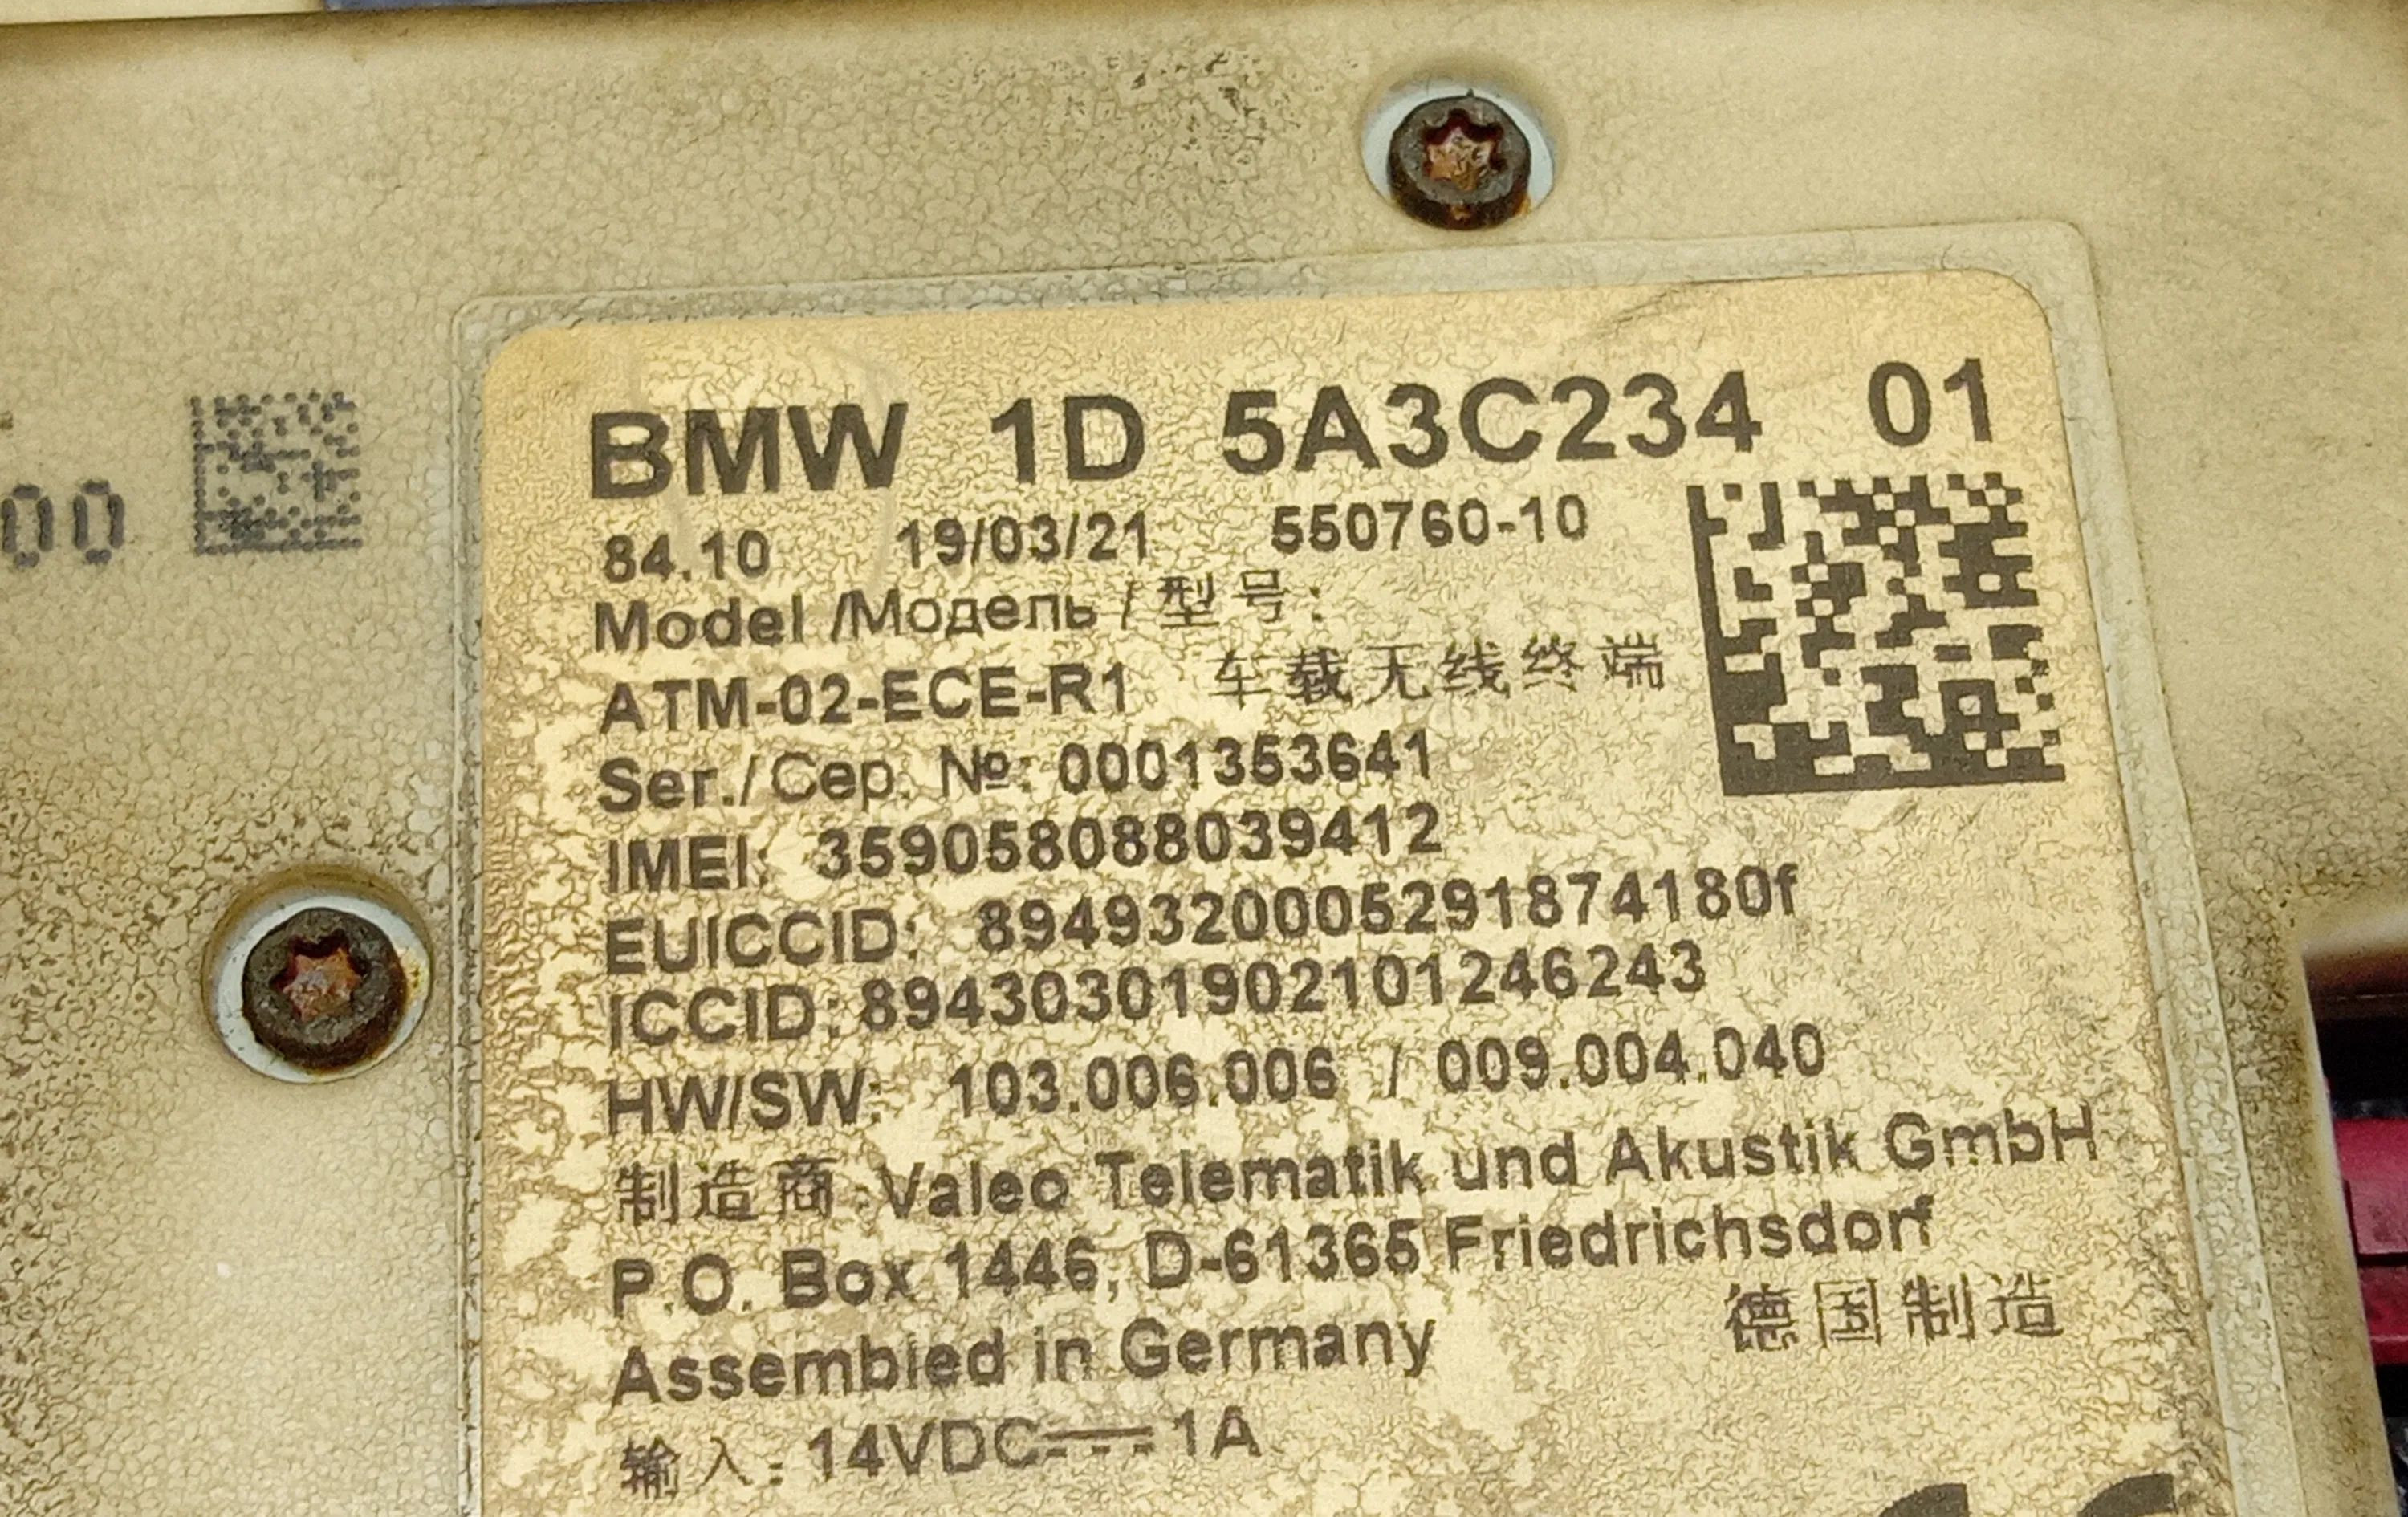 BMW 1D 5A3C234 01
00
84.10 19/03/21 550760-10
Model /Модель / 型号:
ATM-02-ECE-R1 车载无线终端
Ser./Сер. №: 0001353641
IMEI: 359058088039412
EUICCID: 8949320005291874180f
ICCID: 8943030190210124​6243
HW/SW: 103.006.006 / 009.004.040
制造商:Valeo Telematik und Akustik GmbH
P.O. Box 1446, D-61365 Friedrichsdorf
Assembled in Germany 德国制造
输入: 14VDC⎓1A